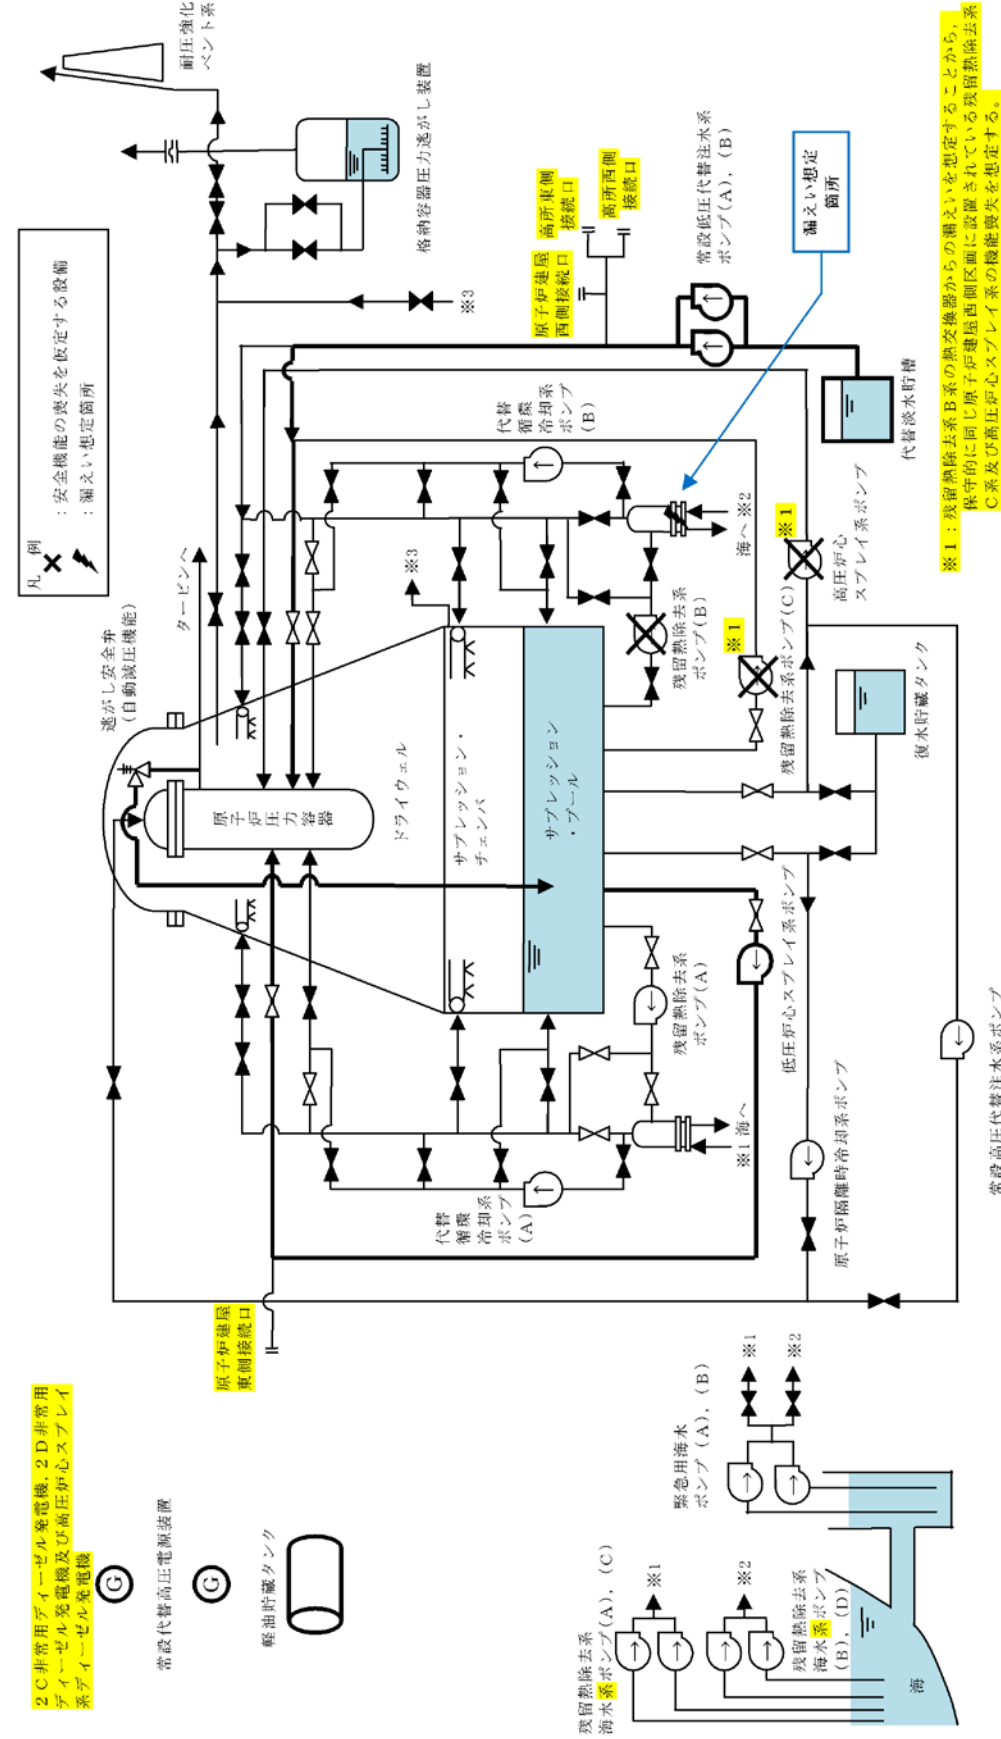 耐圧強化
ベント系
格納容器圧力逃がし装置
凡　例
：安全機能の喪失を仮定する設備
：漏えい想定箇所
※3
高所東側
接続口
高所西側
接続口
原子炉建屋
西側接続口
常設低圧代替注水系
ポンプ(A)，(B)
漏えい想定
箇所
代替淡水貯槽
※1：残留熱除去系B系の熱交換器からの漏えいを想定することから，
保守的に同じ原子炉建屋西側区画に設置されている残留熱除去系
C系及び高圧炉心スプレイ系の機能喪失を想定する。
逃がし安全弁
(自動減圧機能)
タービンへ
代替
循環
冷却系
ポンプ
(B)
※3
海へ ※2
残留熱除去系
ポンプ(B)
※1
残留熱除去系ポンプ(C)
※1
高圧炉心
スプレイ系ポンプ
復水貯蔵タンク
原子炉圧力容器
ドライウェル
サプレッション・
チェンバ
サプレッション
・プール
残留熱除去系
ポンプ(A)
低圧炉心スプレイ系ポンプ
※1 海へ
代替
循環
冷却系
ポンプ
(A)
原子炉隔離時冷却系ポンプ
常設高圧代替注水系ポンプ
原子炉建屋
東側接続口
2C非常用ディーゼル発電機，2D非常用
ディーゼル発電機及び高圧炉心スプレイ
系ディーゼル発電機
G
常設代替高圧電源装置
G
軽油貯蔵タンク
緊急用海水
ポンプ(A)，(B)
※1
※2
残留熱除去系
海水系ポンプ(A)，(C)
※1
※2
残留熱除去系
海水系ポンプ
(B)，(D)
海